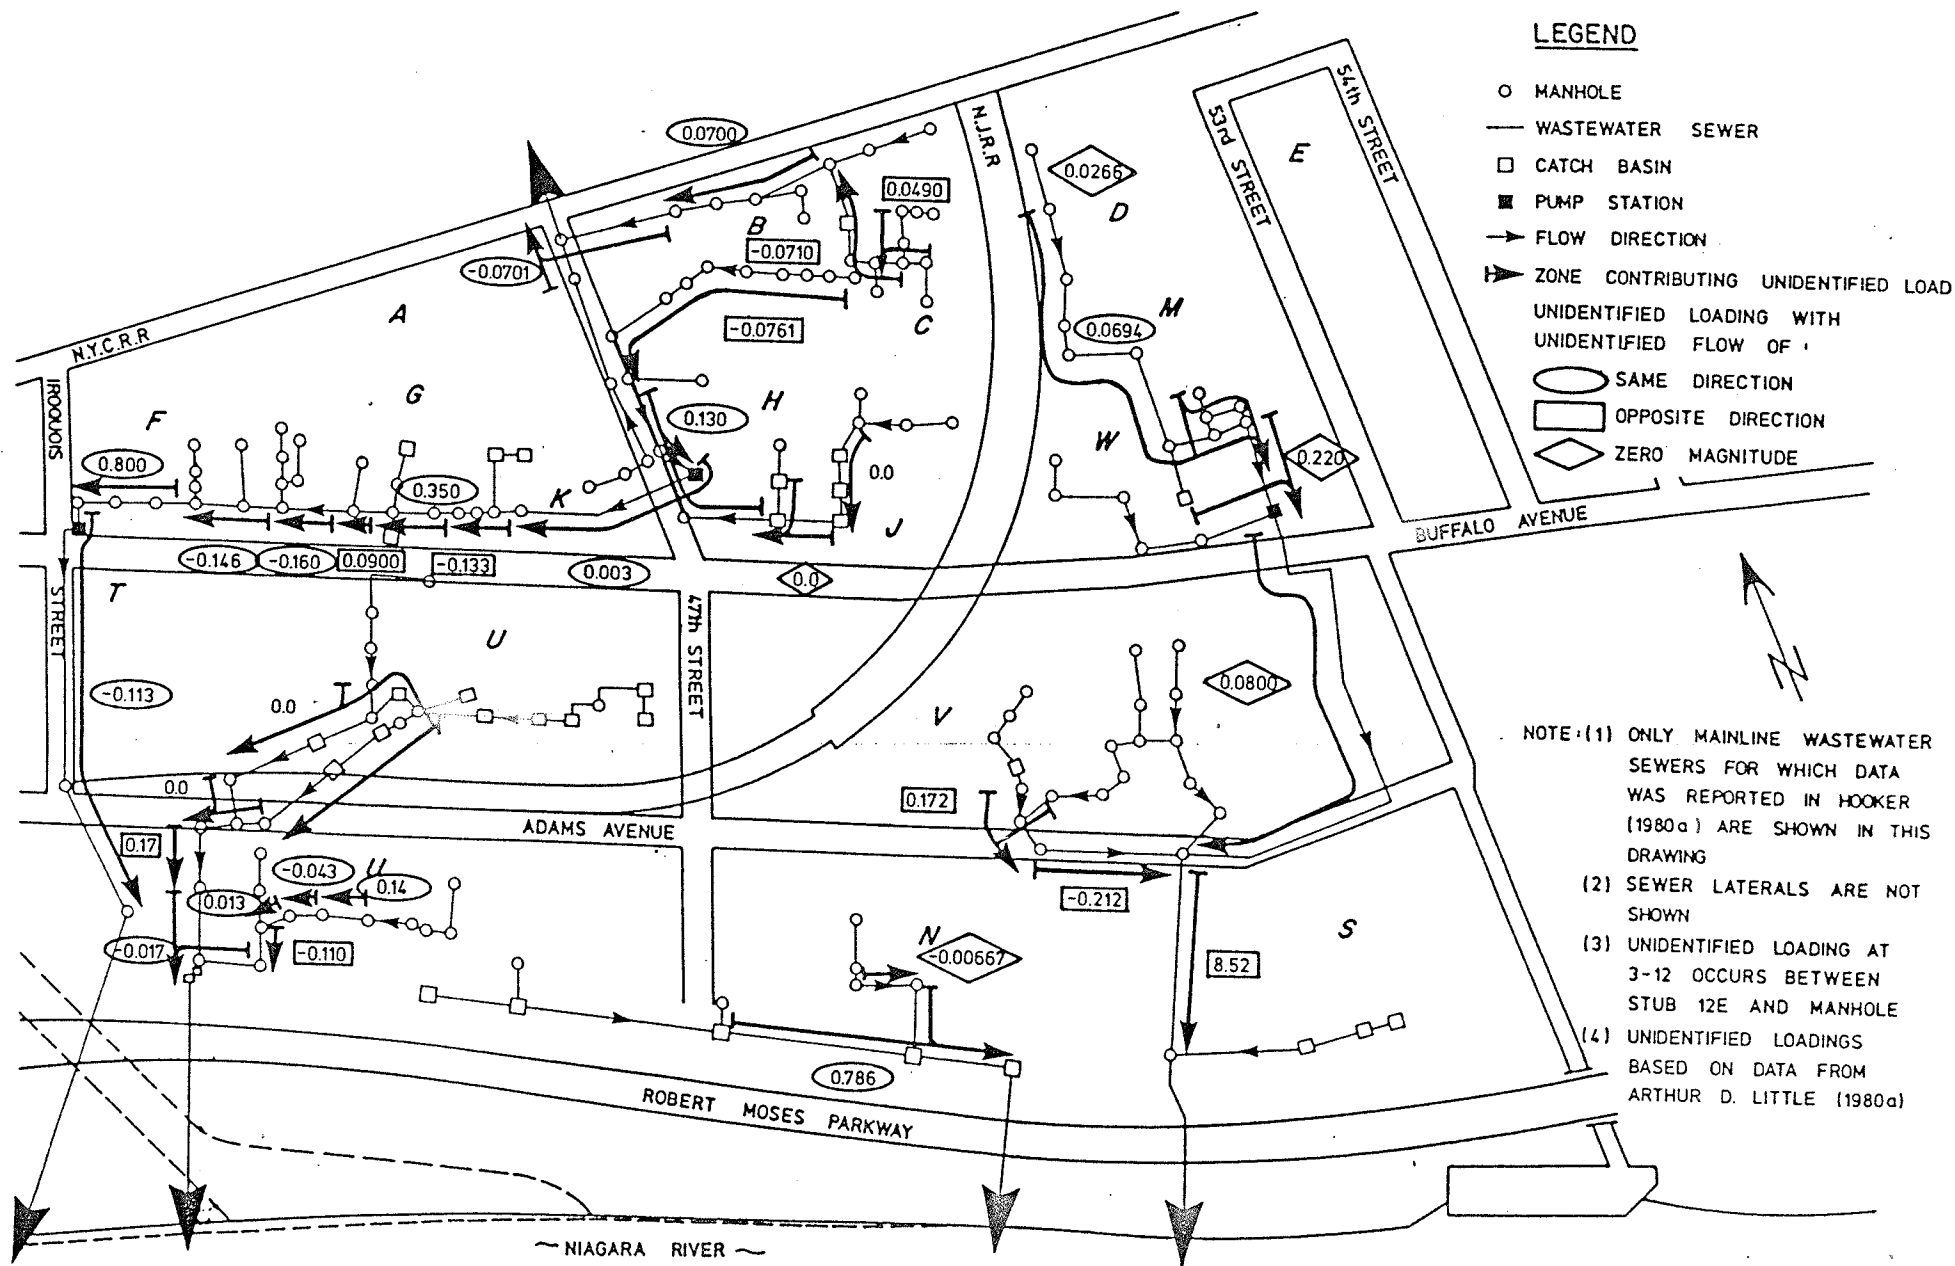 LEGEND
MANHOLE
WASTEWATER SEWER
CATCH BASIN
PUMP STATION
FLOW DIRECTION
ZONE CONTRIBUTING UNIDENTIFIED LOAD
UNIDENTIFIED LOADING WITH
UNIDENTIFIED FLOW OF :
SAME DIRECTION
OPPOSITE DIRECTION
ZERO MAGNITUDE
54th STREET
53rd STREET
E
N.J.R.R
0.0700
0.0266
D
0.0490
B
-0.0710
-0.0701
A
-0.0761
C
M
0.0694
N.Y.C.R.R
IROQUOIS
STREET
F
G
H
0.130
0.800
0.350
K
0.0
J
W
0.220
BUFFALO AVENUE
-0.146
-0.160
0.0900
-0.133
0.003
0.0
T
47th STREET
U
-0.113
0.0
V
0.0800
0.0
0.172
ADAMS AVENUE
0.17
-0.043
U
0.14
0.013
-0.212
-0.017
-0.110
N
-0.00667
S
8.52
0.786
ROBERT MOSES PARKWAY
NIAGARA RIVER
N
NOTE:(1) ONLY MAINLINE WASTEWATER
SEWERS FOR WHICH DATA
WAS REPORTED IN HOOKER
(1980a) ARE SHOWN IN THIS
DRAWING
(2) SEWER LATERALS ARE NOT
SHOWN
(3) UNIDENTIFIED LOADING AT
3-12 OCCURS BETWEEN
STUB 12E AND MANHOLE
(4) UNIDENTIFIED LOADINGS
BASED ON DATA FROM
ARTHUR D. LITTLE (1980a)